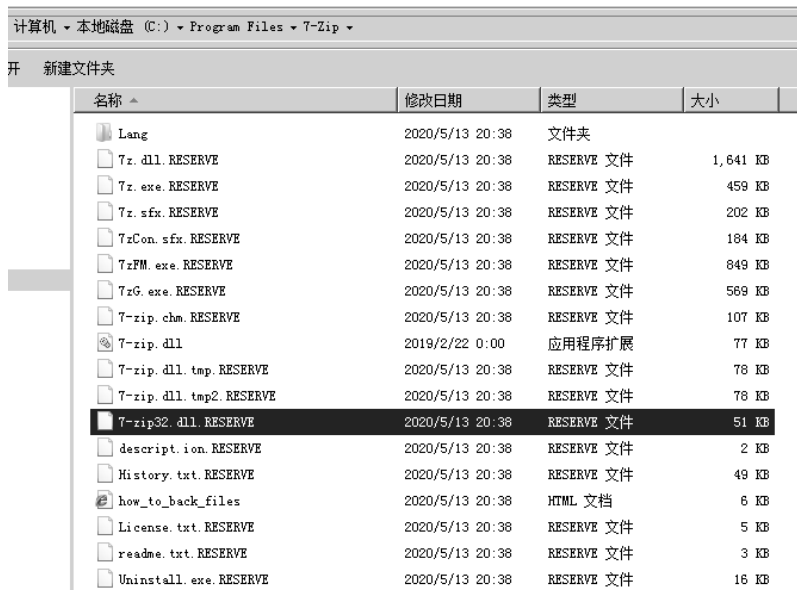 计算机 本地磁盘 (C:) Program Files 7-Zip
开 新建文件夹
名称 修改日期 类型 大小
Lang 2020/5/13 20:38 文件夹
7z.dll.RESERVE 2020/5/13 20:38 RESERVE 文件 1,641 KB
7z.exe.RESERVE 2020/5/13 20:38 RESERVE 文件 459 KB
7z.sfx.RESERVE 2020/5/13 20:38 RESERVE 文件 202 KB
7zCon.sfx.RESERVE 2020/5/13 20:38 RESERVE 文件 184 KB
7zFM.exe.RESERVE 2020/5/13 20:38 RESERVE 文件 849 KB
7zG.exe.RESERVE 2020/5/13 20:38 RESERVE 文件 569 KB
7-zip.chm.RESERVE 2020/5/13 20:38 RESERVE 文件 107 KB
7-zip.dll 2019/2/22 0:00 应用程序扩展 77 KB
7-zip.dll.tmp.RESERVE 2020/5/13 20:38 RESERVE 文件 78 KB
7-zip.dll.tmp2.RESERVE 2020/5/13 20:38 RESERVE 文件 78 KB
7-zip32.dll.RESERVE 2020/5/13 20:38 RESERVE 文件 51 KB
descript.ion.RESERVE 2020/5/13 20:38 RESERVE 文件 2 KB
History.txt.RESERVE 2020/5/13 20:38 RESERVE 文件 49 KB
how_to_back_files 2020/5/13 20:38 HTML 文档 6 KB
License.txt.RESERVE 2020/5/13 20:38 RESERVE 文件 5 KB
readme.txt.RESERVE 2020/5/13 20:38 RESERVE 文件 3 KB
Uninstall.exe.RESERVE 2020/5/13 20:38 RESERVE 文件 16 KB